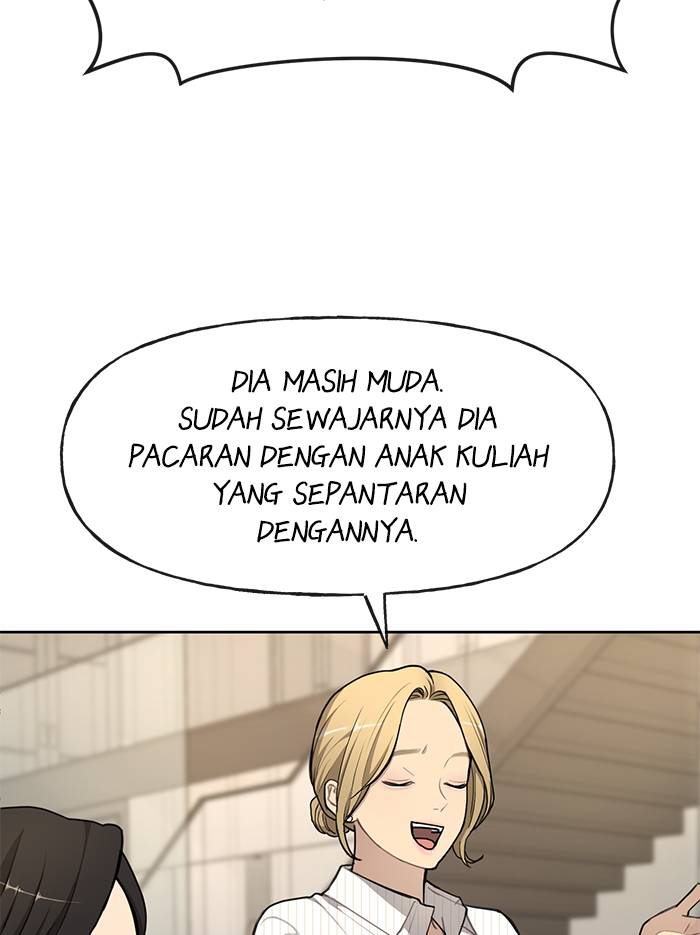 DIA MASIH MUDA.
SUDAH SEWAJARNYA DIA
PACARAN DENGAN ANAK KULIAH
YANG SEPANTARAN
DENGANNYA.